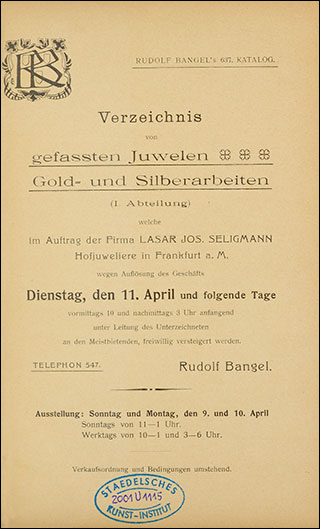 RUDOLF BANGEL's 637. KATALOG.
Verzeichnis
von
gefassten Juwelen
Gold- und Silberarbeiten
(I. Abteilung)
welche
im Auftrag der Firma LASAR JOS. SELIGMANN
Hofjuweliere in Frankfurt a. M.
wegen Auflösung des Geschäfts
Dienstag, den 11. April und folgende Tage
vormittags 10 und nachmittags 3 Uhr anfangend
unter Leitung des Unterzeichneten
an den Meistbietenden, freiwillig versteigert werden.
TELEPHON 547. Rudolf Bangel.
Ausstellung: Sonntag und Montag, den 9. und 10. April
Sonntags von 11—1 Uhr.
Werktags von 10—1 und 3—6 Uhr.
Verkaufsordnung und Bedingungen umstehend.
STAEDELSCHES
2001 U 1115
KUNST-INSTITUT